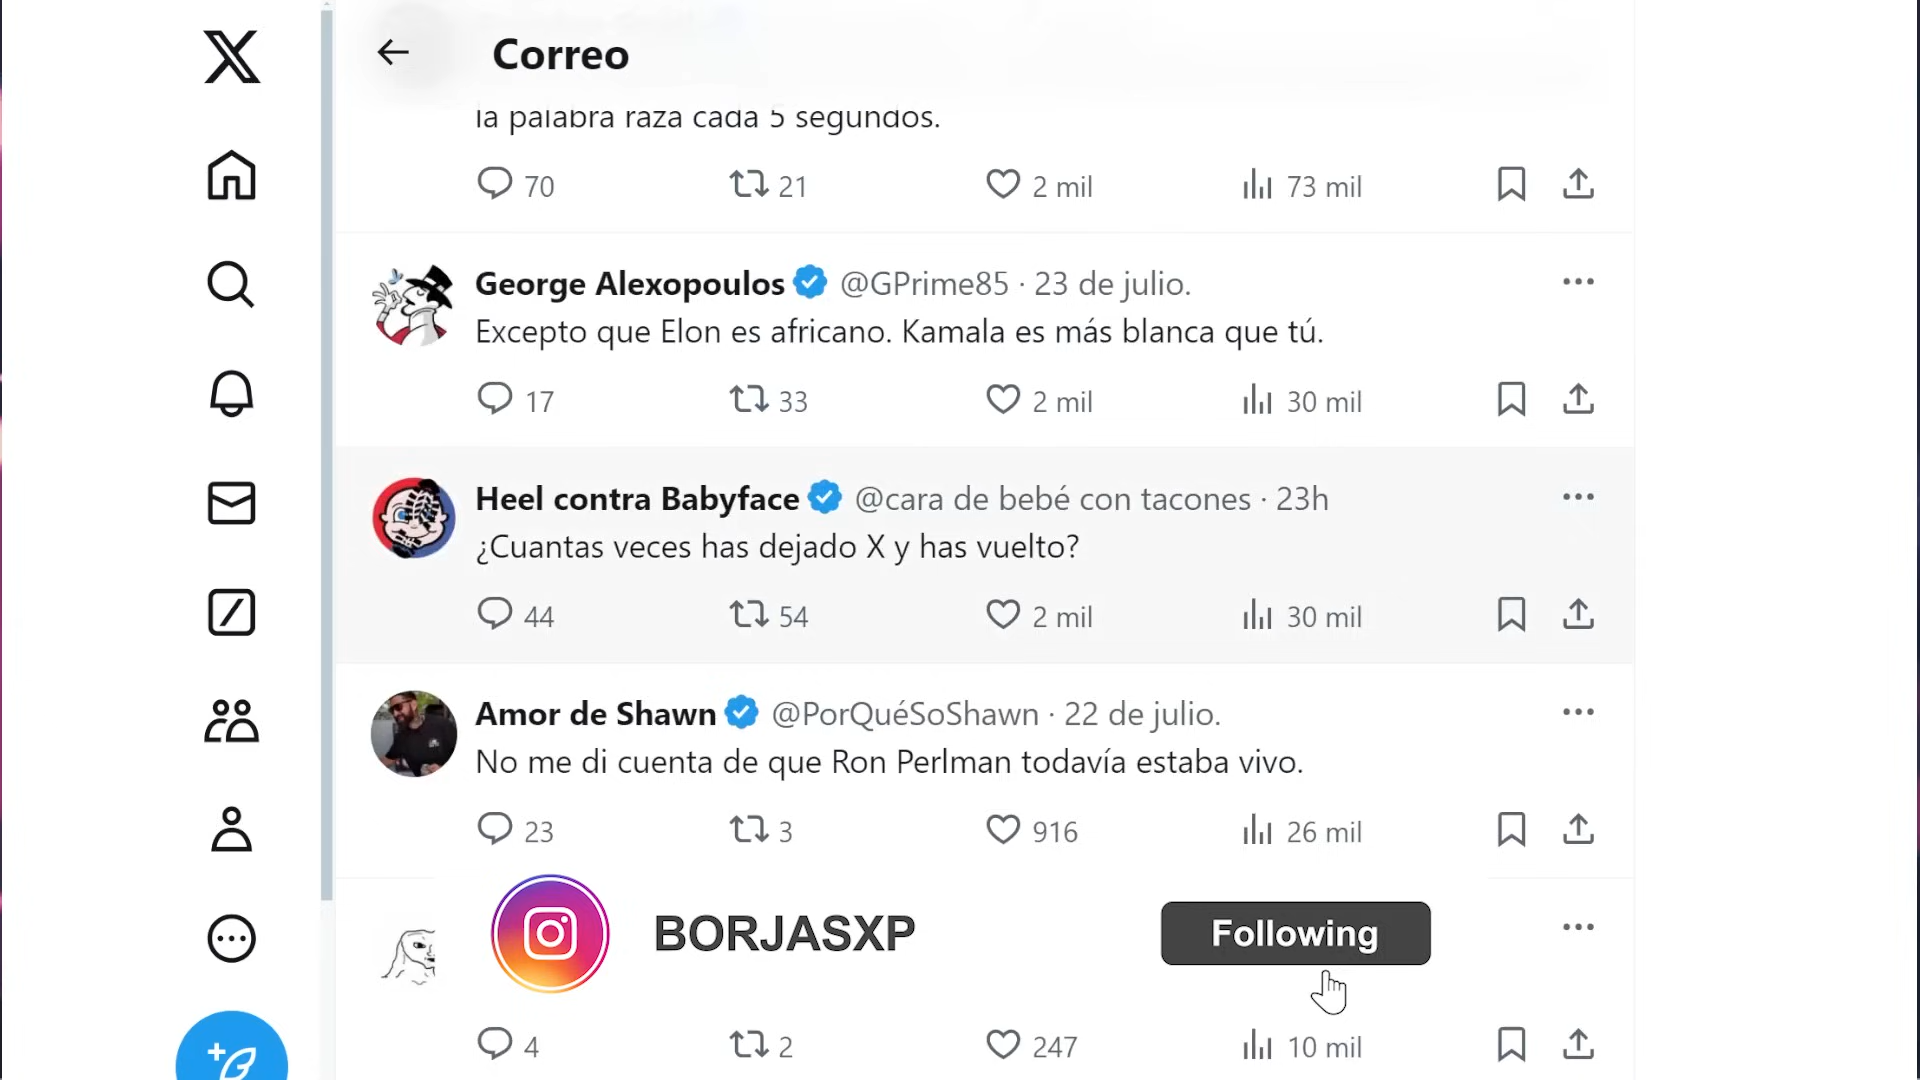 Correo
la palabra raza cada 5 segundos.
70 21 2 mil 73 mil
George Alexopoulos @GPrime85 · 23 de julio.
Excepto que Elon es africano. Kamala es más blanca que tú.
17 33 2 mil 30 mil
Heel contra Babyface @cara de bebé con tacones · 23h
¿Cuantas veces has dejado X y has vuelto?
44 54 2 mil 30 mil
Amor de Shawn @PorQuéSoShawn · 22 de julio.
No me di cuenta de que Ron Perlman todavía estaba vivo.
23 3 916 26 mil
BORJASXP Following
4 2 247 10 mil